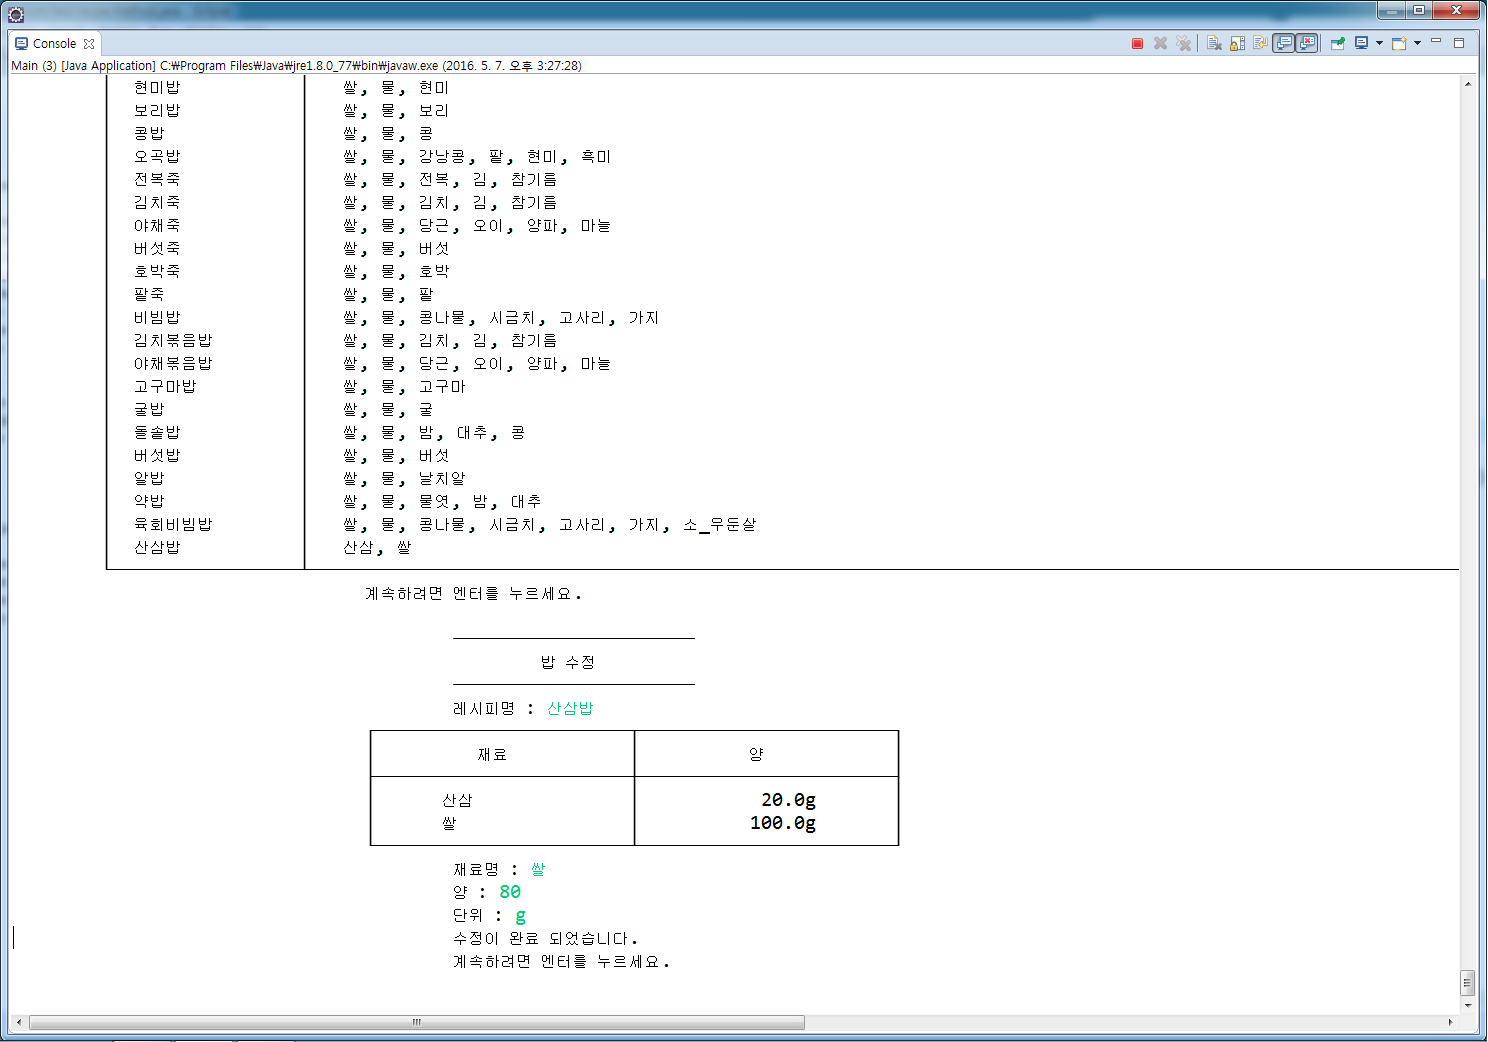 Console
Main (3) [Java Application] C:₩Program Files₩Java₩jre1.8.0_77₩bin₩javaw.exe (2016. 5. 7. 오후 3:27:28)
현미밥 쌀, 물, 현미
보리밥 쌀, 물, 보리
콩밥 쌀, 물, 콩
오곡밥 쌀, 물, 강낭콩, 팥, 현미, 흑미
전복죽 쌀, 물, 전복, 김, 참기름
김치죽 쌀, 물, 김치, 김, 참기름
야채죽 쌀, 물, 당근, 오이, 양파, 마늘
버섯죽 쌀, 물, 버섯
호박죽 쌀, 물, 호박
팥죽 쌀, 물, 팥
비빔밥 쌀, 물, 콩나물, 시금치, 고사리, 가지
김치볶음밥 쌀, 물, 김치, 김, 참기름
야채볶음밥 쌀, 물, 당근, 오이, 양파, 마늘
고구마밥 쌀, 물, 고구마
굴밥 쌀, 물, 굴
돌솥밥 쌀, 물, 밤, 대추, 콩
버섯밥 쌀, 물, 버섯
알밥 쌀, 물, 날치알
약밥 쌀, 물, 물엿, 밤, 대추
육회비빔밥 쌀, 물, 콩나물, 시금치, 고사리, 가지, 소_우둔살
산삼밥 산삼, 쌀
계속하려면 엔터를 누르세요.
밥 수정
레시피명 : 산삼밥
재료 양
산삼 20.0g
쌀 100.0g
재료명 : 쌀
양 : 80
단위 : g
수정이 완료 되었습니다.
계속하려면 엔터를 누르세요.